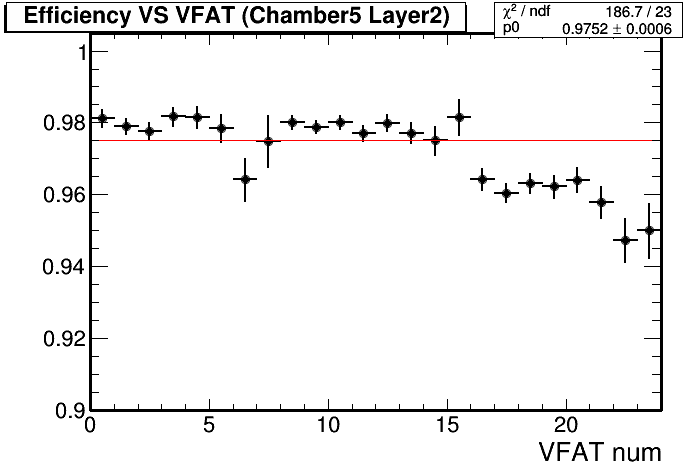 Efficiency VS VFAT (Chamber5 Layer2)
χ² / ndf 186.7 / 23
p0 0.9752 ± 0.0006
1
0.98
0.96
0.94
0.92
0.9
0 5 10 15 20
VFAT num